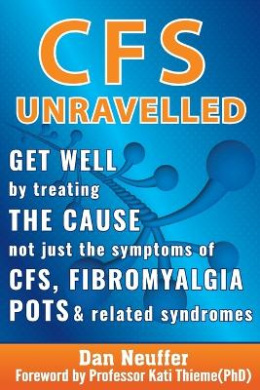 CFS
UNRAVELLED
GET WELL
by treating
THE CAUSE
not just the symptoms of
CFS, FIBROMYALGIA
POTS & related syndromes
Dan Neuffer
Foreword by Professor Kati Thieme(PhD)